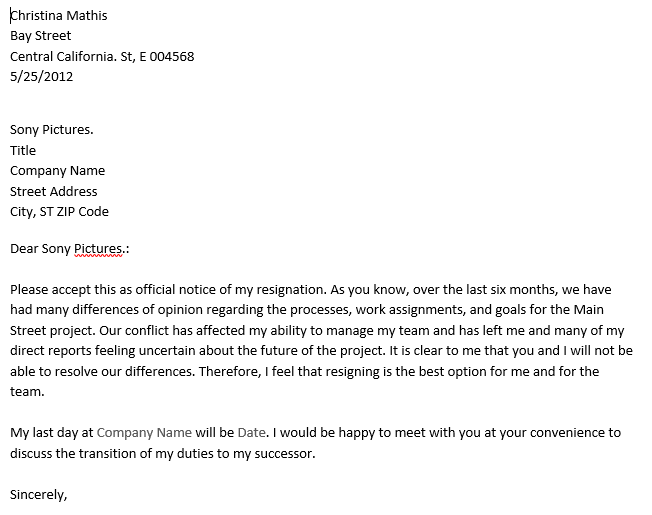 Christina Mathis
Bay Street
Central California. St, E 004568
5/25/2012
Sony Pictures.
Title
Company Name
Street Address
City, ST ZIP Code
Dear Sony Pictures.:
Please accept this as official notice of my resignation. As you know, over the last six months, we have
had many differences of opinion regarding the processes, work assignments, and goals for the Main
Street project. Our conflict has affected my ability to manage my team and has left me and many of my
direct reports feeling uncertain about the future of the project. It is clear to me that you and I will not be
able to resolve our differences. Therefore, I feel that resigning is the best option for me and for the
team.
My last day at Company Name will be Date. I would be happy to meet with you at your convenience to
discuss the transition of my duties to my successor.
Sincerely,